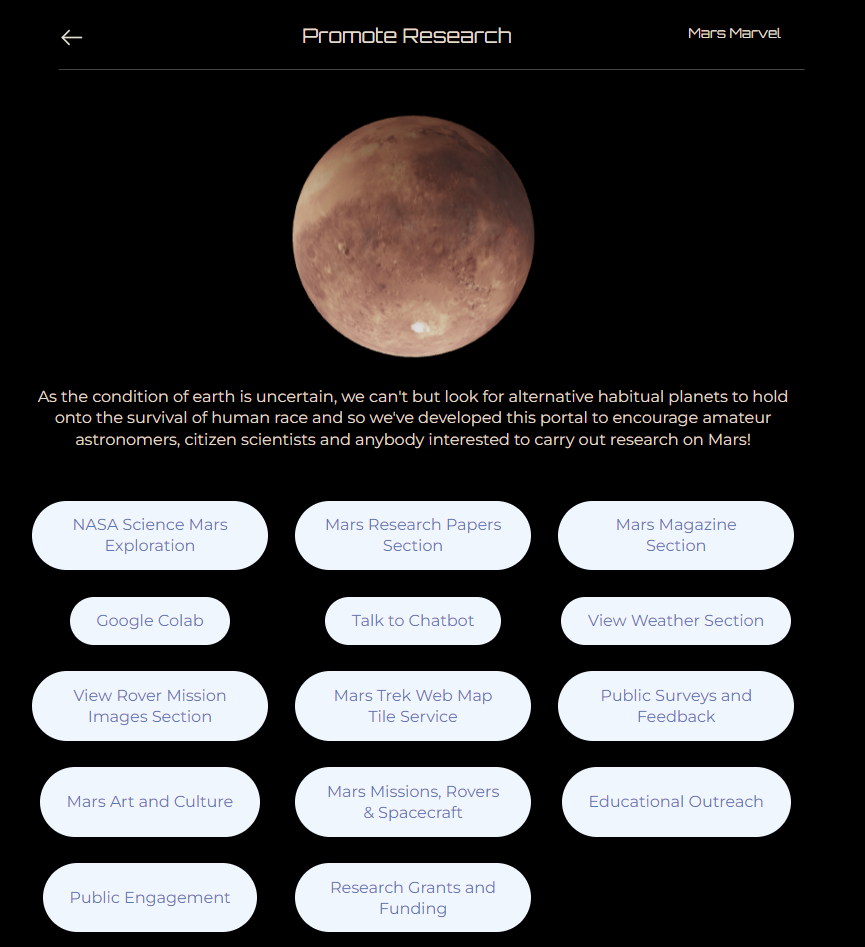 Promote Research
Mars Marvel
As the condition of earth is uncertain, we can't but look for alternative habitual planets to hold
onto the survival of human race and so we've developed this portal to encourage amateur
astronomers, citizen scientists and anybody interested to carry out research on Mars!
NASA Science Mars
Exploration
Mars Research Papers
Section
Mars Magazine
Section
Google Colab
Talk to Chatbot
View Weather Section
View Rover Mission
Images Section
Mars Trek Web Map
Tile Service
Public Surveys and
Feedback
Mars Art and Culture
Mars Missions, Rovers
& Spacecraft
Educational Outreach
Public Engagement
Research Grants and
Funding